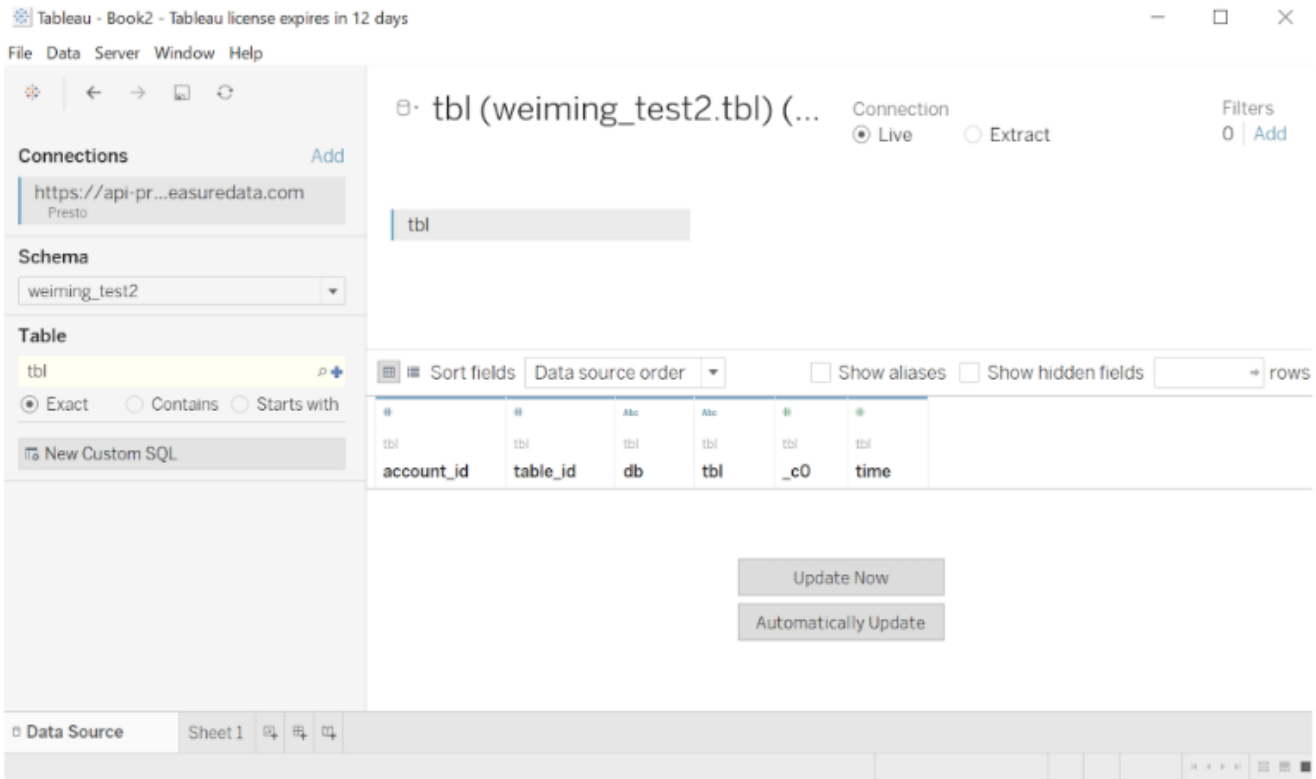 Tableau - Book2 - Tableau license expires in 12 days
File Data Server Window Help
Connections Add
https://api-pr...easuredata.com
Presto
Schema
weiming_test2
Table
tbl
Exact Contains Starts with
New Custom SQL
tbl (weiming_test2.tbl) (...
Connection
Live Extract
Filters
0 Add
tbl
Sort fields Data source order Show aliases Show hidden fields rows
Abc Abc
tbl tbl tbl tbl tbl tbl
account_id table_id db tbl _c0 time
Update Now
Automatically Update
Data Source Sheet 1